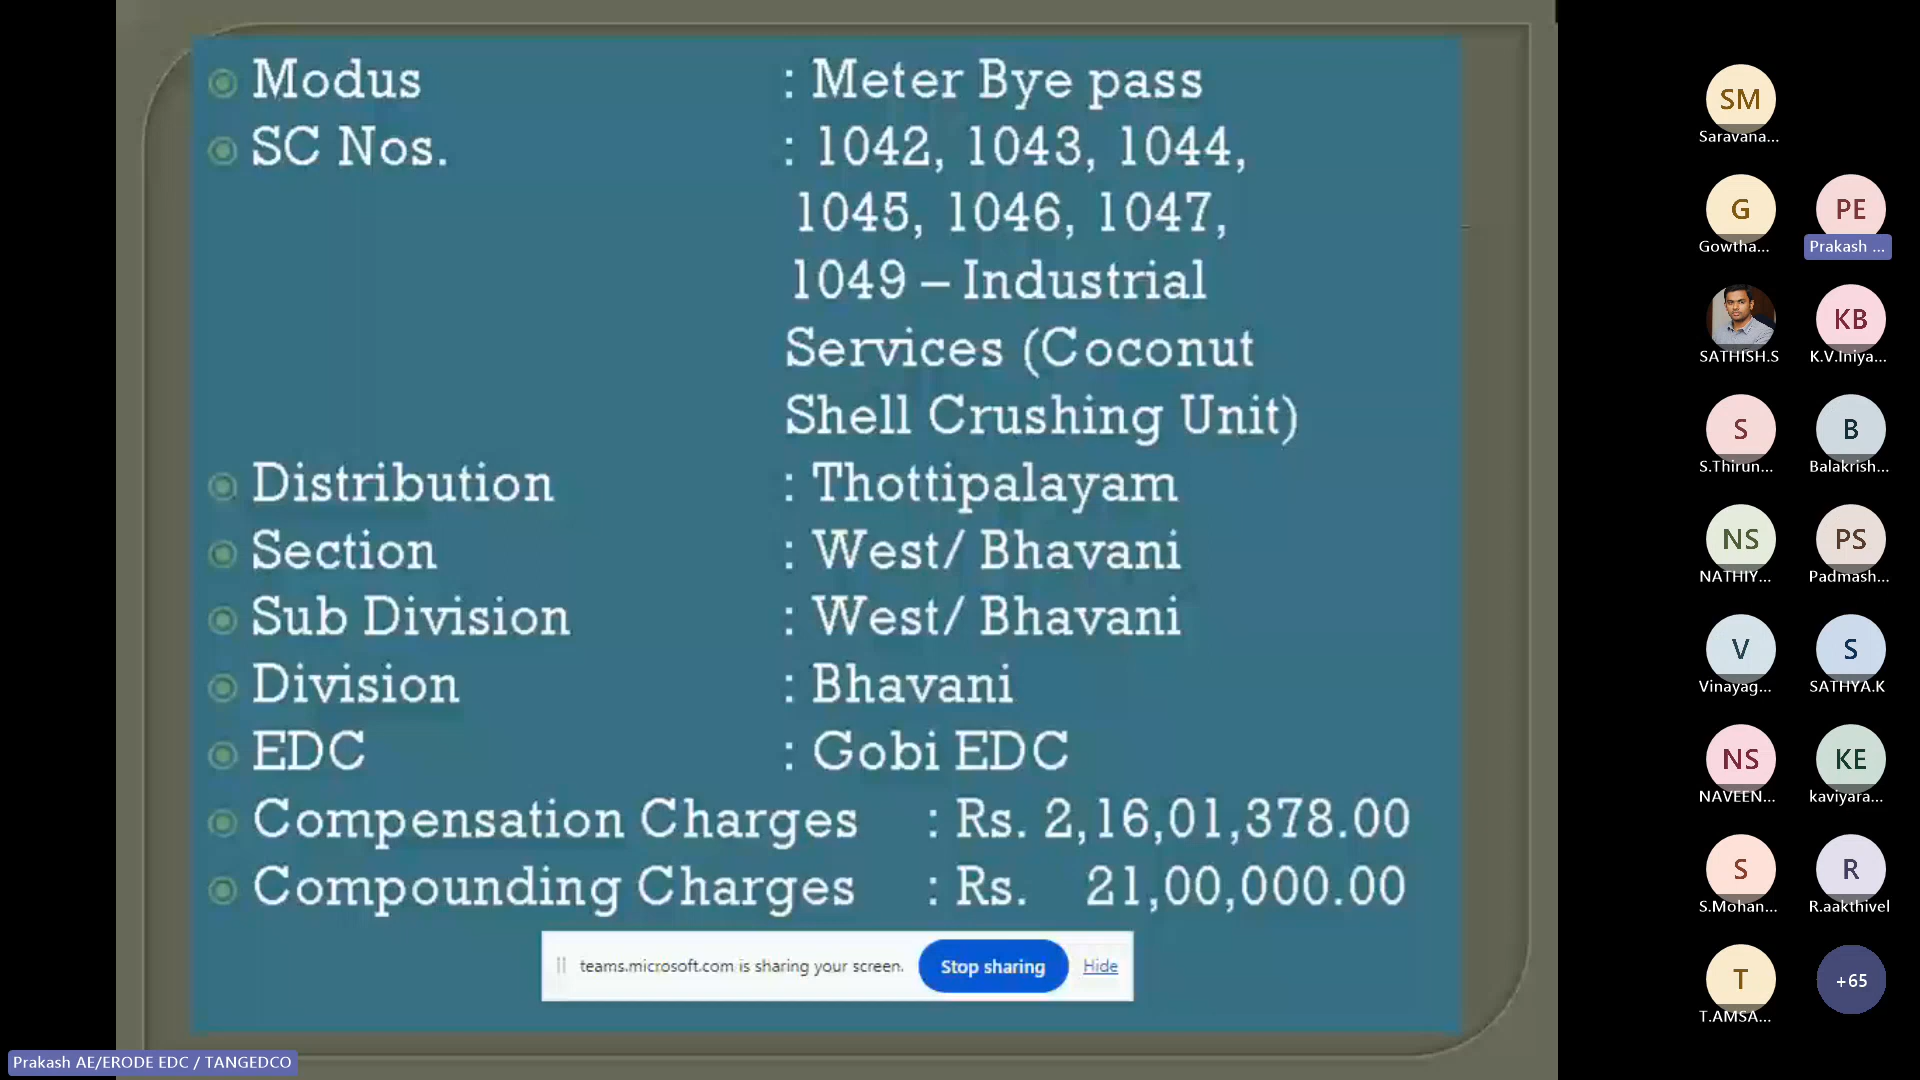 Modus : Meter Bye pass
SC Nos. : 1042, 1043, 1044,
1045, 1046, 1047,
1049 – Industrial
Services (Coconut
Shell Crushing Unit)
Distribution : Thottipalayam
Section : West/ Bhavani
Sub Division : West/ Bhavani
Division : Bhavani
EDC : Gobi EDC
Compensation Charges : Rs. 2,16,01,378.00
Compounding Charges : Rs. 21,00,000.00
teams.microsoft.com is sharing your screen. Stop sharing Hide
Prakash AE/ERODE EDC / TANGEDCO
SM
Saravana...
G PE
Gowtha... Prakash ...
KB
SATHISH.S K.V.Iniya...
S B
S.Thirun... Balakrish...
NS PS
NATHIY... Padmash...
V S
Vinayag... SATHYA.K
NS KE
NAVEEN... kaviyara...
S R
S.Mohan... R.aakthivel
T +65
T.AMSA...